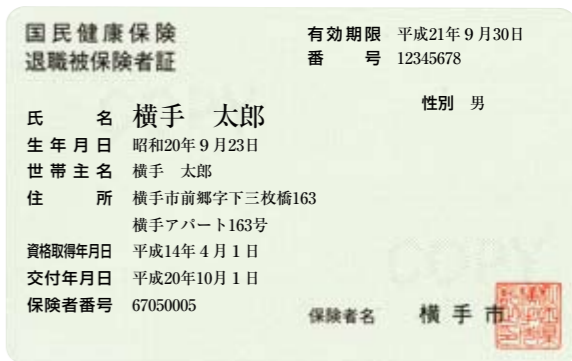 国民健康保険
退職被保険者証
有効期限 平成21年9月30日
番 号 12345678
性別 男
氏 名 横手 太郎
生年月日 昭和20年9月23日
世帯主名 横手 太郎
住 所 横手市前郷字下三枚橋163
横手アパート163号
資格取得年月日 平成14年4月1日
交付年月日 平成20年10月1日
保険者番号 67050005
保険者名 横手市
COPY